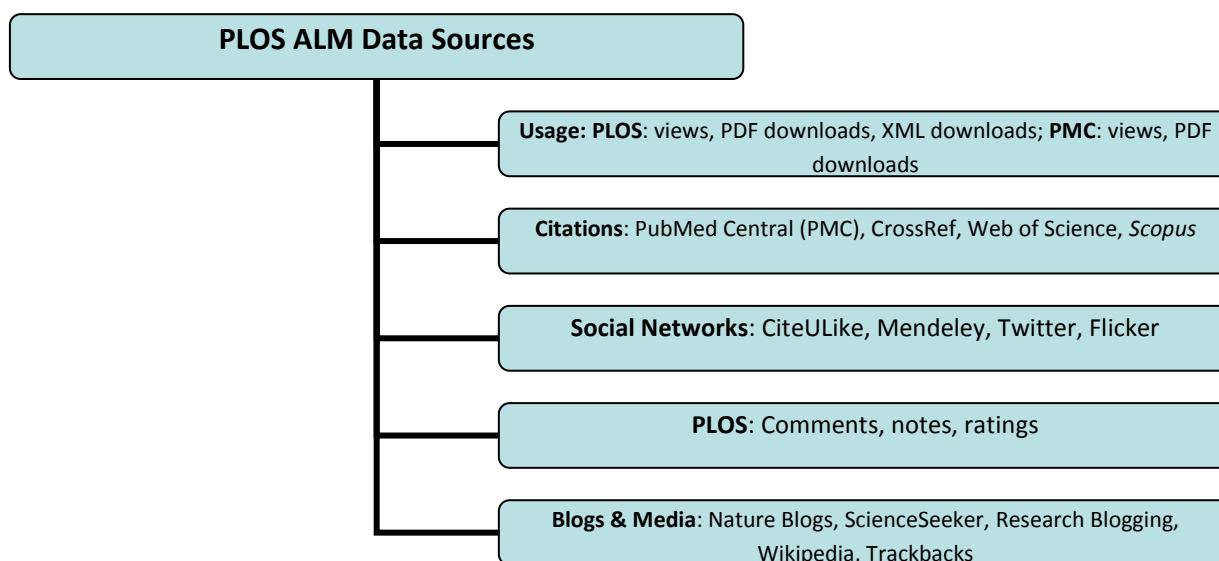 PLOS ALM Data Sources
Usage: PLOS: views, PDF downloads, XML downloads; PMC: views, PDF
downloads
Citations: PubMed Central (PMC), CrossRef, Web of Science, Scopus
Social Networks: CiteULike, Mendeley, Twitter, Flicker
PLOS: Comments, notes, ratings
Blogs & Media: Nature Blogs, ScienceSeeker, Research Blogging,
Wikipedia, Trackbacks